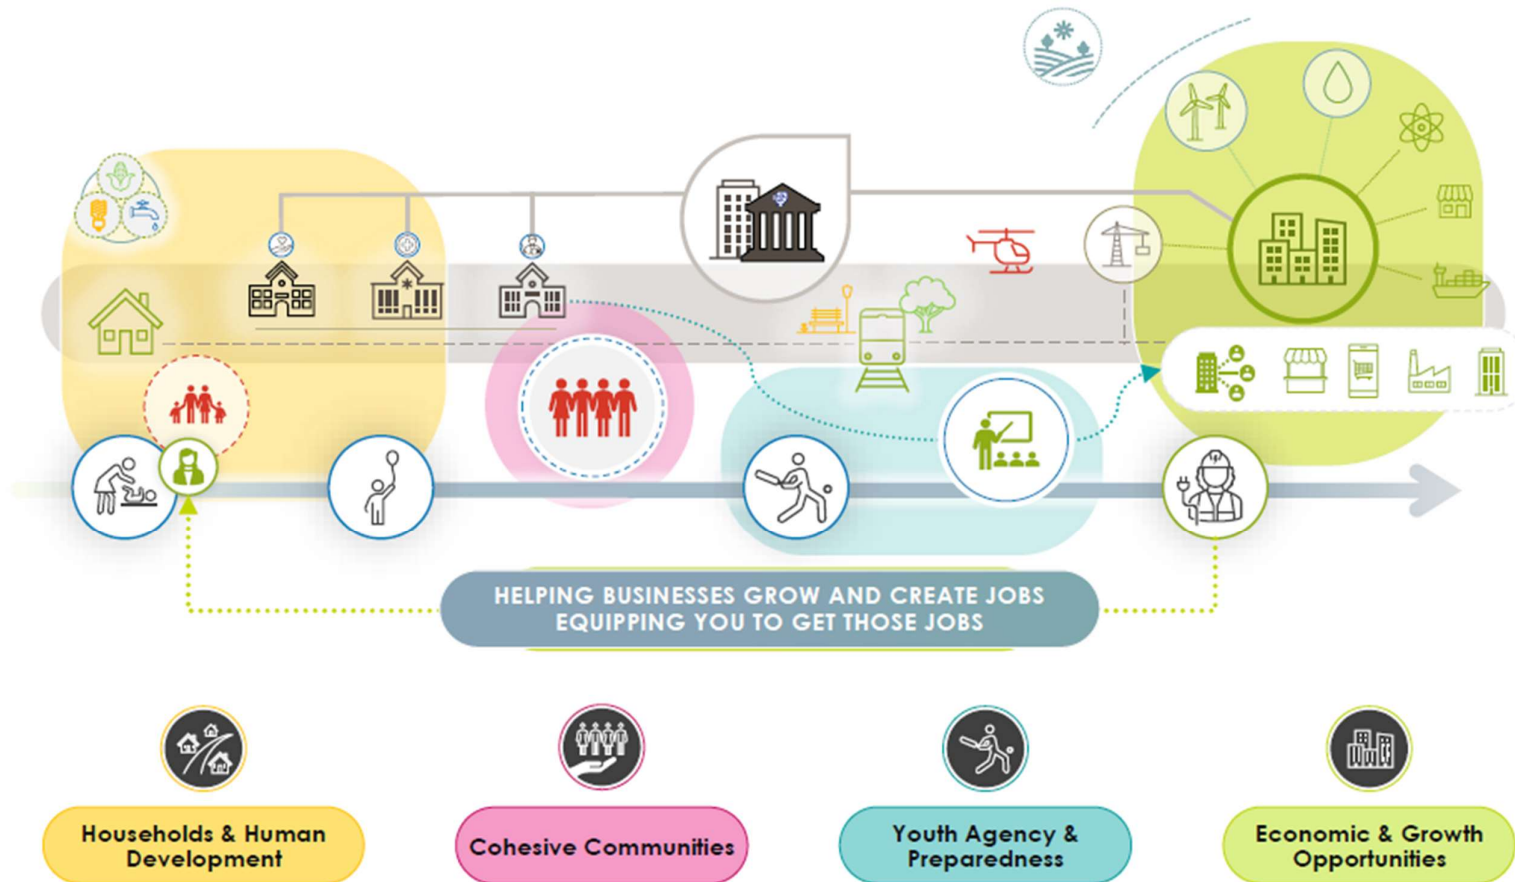 HELPING BUSINESSES GROW AND CREATE JOBS
EQUIPPING YOU TO GET THOSE JOBS
Households & Human
Development
Cohesive Communities
Youth Agency &
Preparedness
Economic & Growth
Opportunities